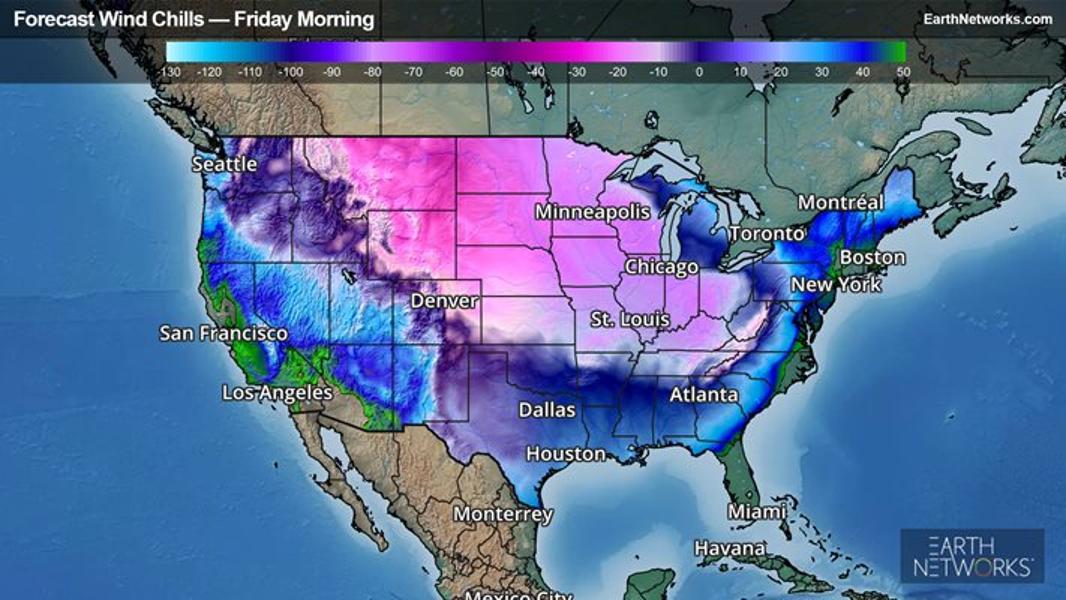 Forecast Wind Chills — Friday Morning
EarthNetworks.com
-130 -120 -110 -100 -90 -80 -70 -60 -50 -40 -30 -20 -10 0 10 20 30 40 50
Seattle
Montréal
Minneapolis
Toronto
Boston
Chicago
New York
Denver
St. Louis
San Francisco
Los Angeles
Atlanta
Dallas
Houston
Monterrey
Miami
Havana
EARTH
NETWORKS
Mexico City